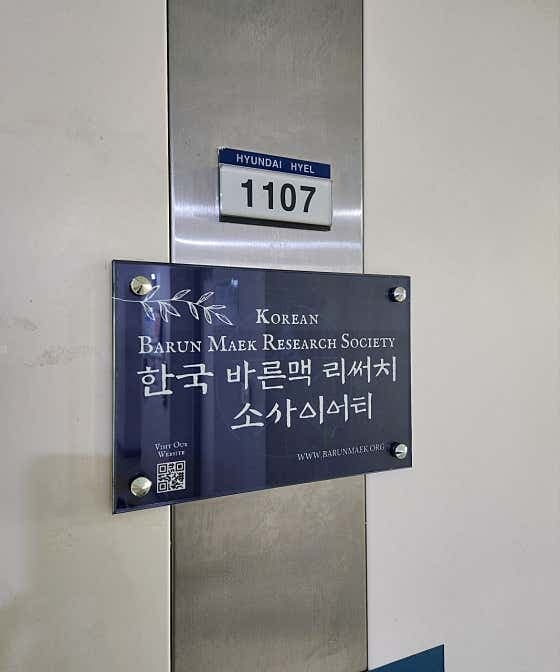 HYUNDAI HYEL
1107
KOREAN
BARUN MAEK RESEARCH SOCIETY
한국 바른맥 리써치
소사이어티
VISIT OUR
WEBSITE
WWW.BARUNMAEK.ORG